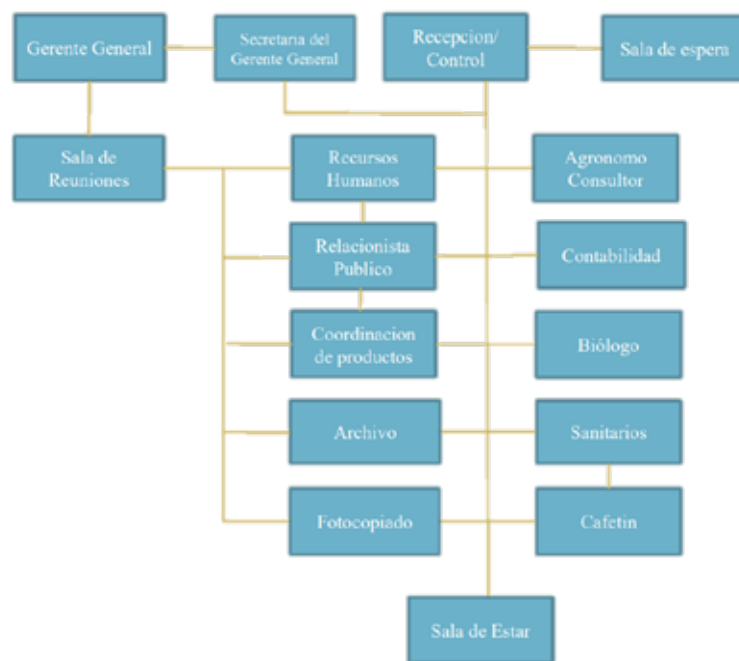 Gerente General
Secretaria del
Gerente General
Recepcion/
Control
Sala de espera
Sala de
Reuniones
Recursos
Humanos
Agronomo
Consultor
Relacionista
Publico
Contabilidad
Coordinacion
de productos
Biólogo
Archivo
Sanitarios
Fotocopiado
Cafetin
Sala de Estar